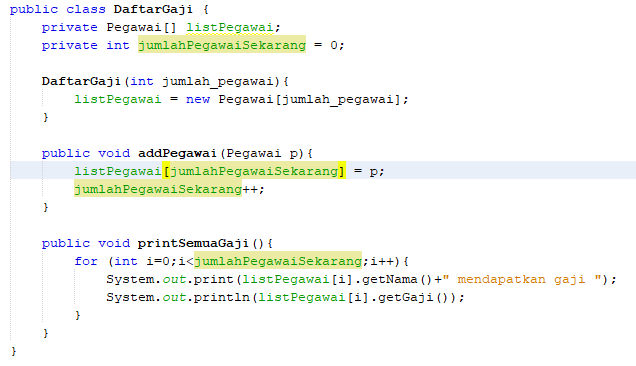 public class DaftarGaji {
    private Pegawai[] listPegawai;
    private int jumlahPegawaiSekarang = 0;
    DaftarGaji(int jumlah_pegawai){
        listPegawai = new Pegawai[jumlah_pegawai];
    }
    public void addPegawai(Pegawai p){
        listPegawai[jumlahPegawaiSekarang] = p;
        jumlahPegawaiSekarang++;
    }
    public void printSemuaGaji(){
        for (int i=0;i<jumlahPegawaiSekarang;i++){
            System.out.print(listPegawai[i].getNama()+" mendapatkan gaji ");
            System.out.println(listPegawai[i].getGaji());
        }
    }
}